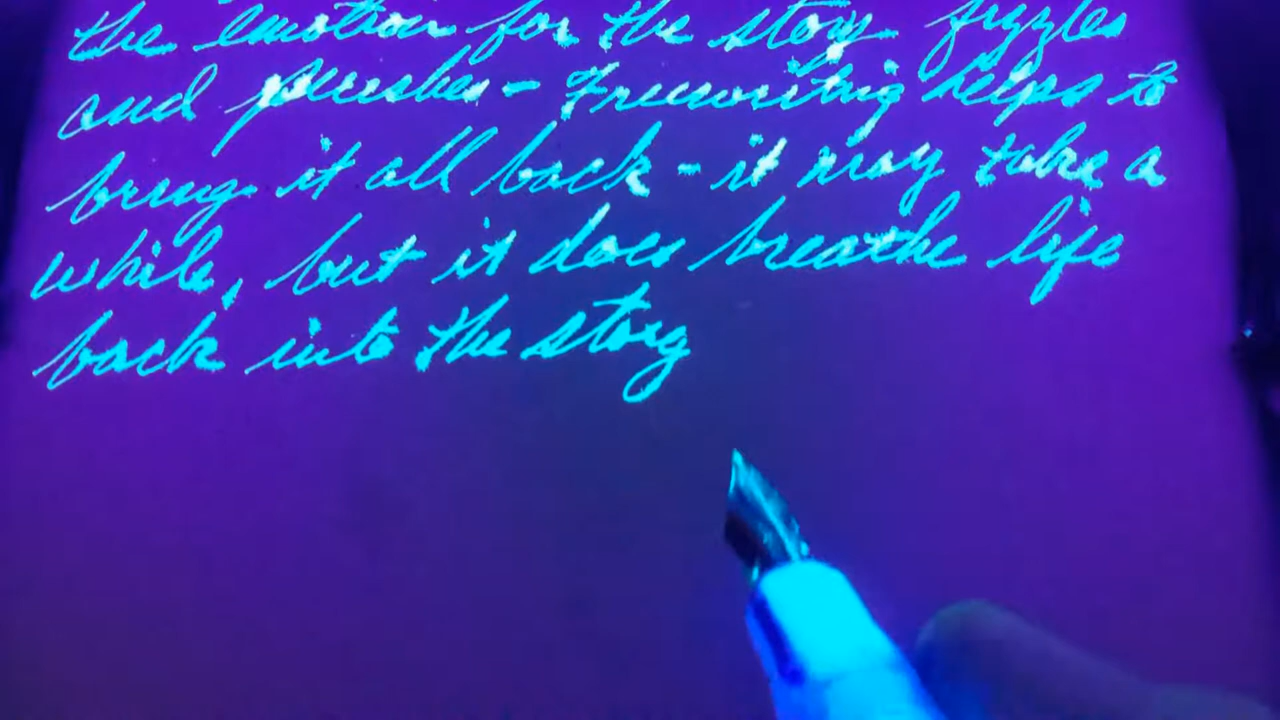 the emotion for the story fizzles
and perishes - Freewriting helps to
bring it all back - it may take a
while, but it does breathe life
back into the story